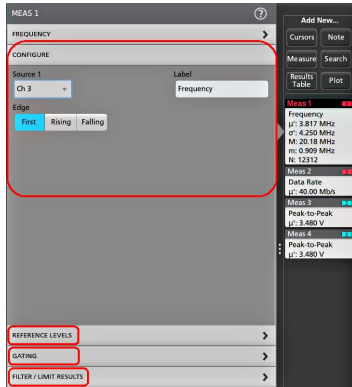 MEAS 1
?
FREQUENCY
CONFIGURE
Source 1
Label
Ch 3
Frequency
Edge
First
Rising
Falling
REFERENCE LEVELS
GATING
FILTER / LIMIT RESULTS
Add New...
Cursors
Note
Measure
Search
Results
Table
Plot
Meas 1
Frequency
µ': 3.817 MHz
σ': 4.250 MHz
M: 20.18 MHz
m: 0.909 MHz
N: 12312
Meas 2
Data Rate
µ': 40.00 Mb/s
Meas 3
Peak-to-Peak
µ': 3.480 V
Meas 4
Peak-to-Peak
µ': 3.480 V